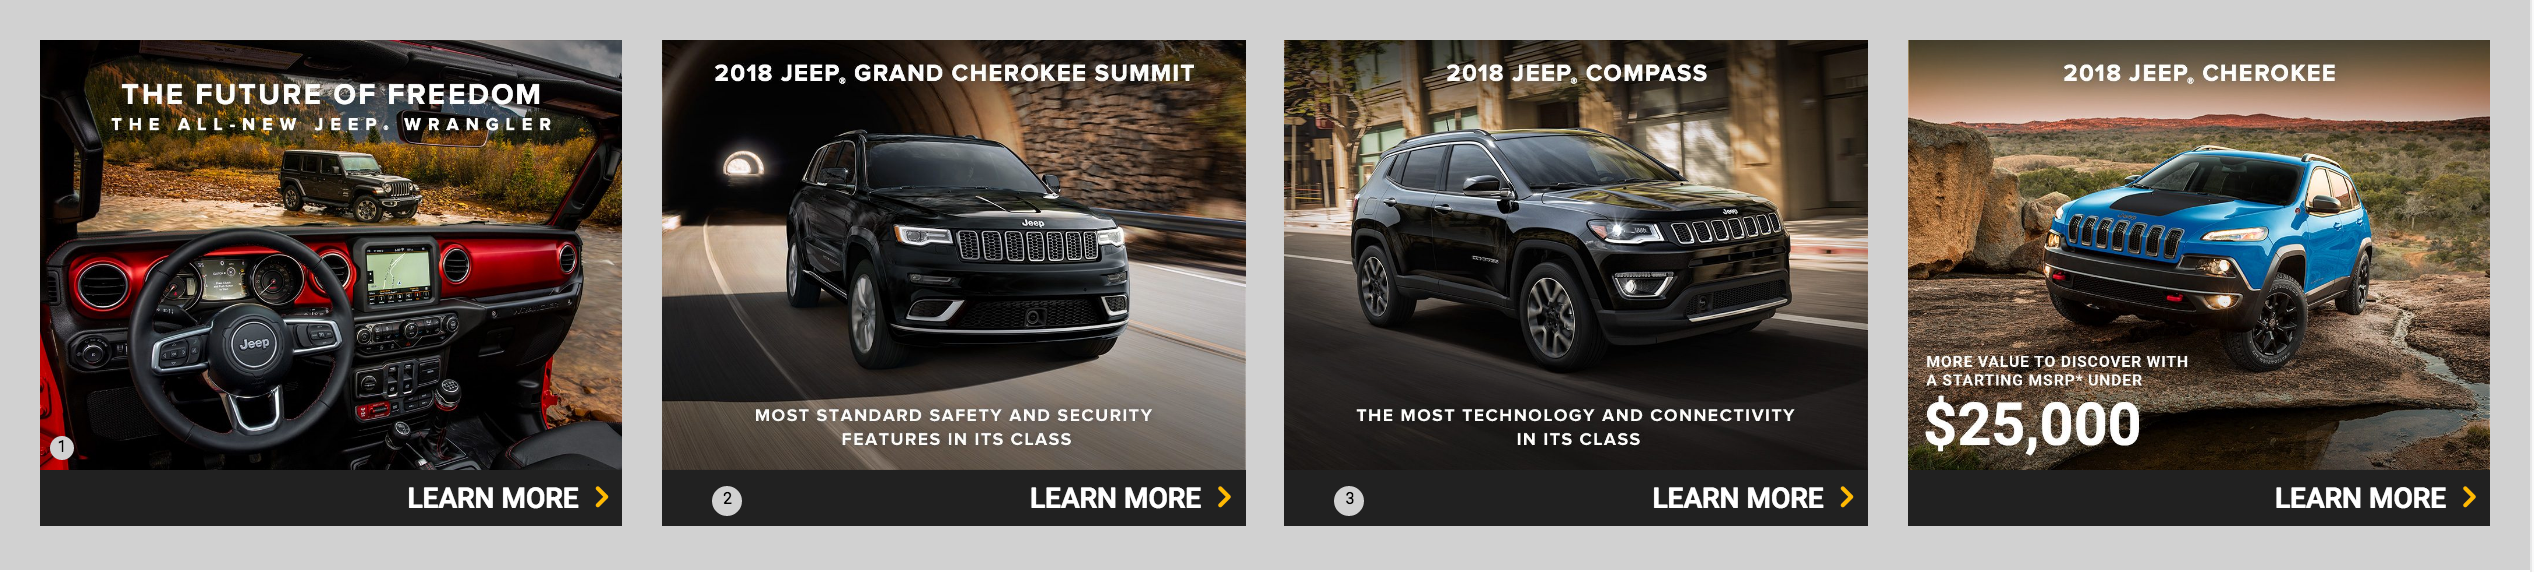 THE FUTURE OF FREEDOM
THE ALL-NEW JEEP® WRANGLER
Jeep
1
LEARN MORE
2018 JEEP® GRAND CHEROKEE SUMMIT
Jeep
MOST STANDARD SAFETY AND SECURITY
FEATURES IN ITS CLASS
2
LEARN MORE
2018 JEEP® COMPASS
Jeep
THE MOST TECHNOLOGY AND CONNECTIVITY
IN ITS CLASS
3
LEARN MORE
2018 JEEP® CHEROKEE
MORE VALUE TO DISCOVER WITH
A STARTING MSRP* UNDER
$25,000
LEARN MORE